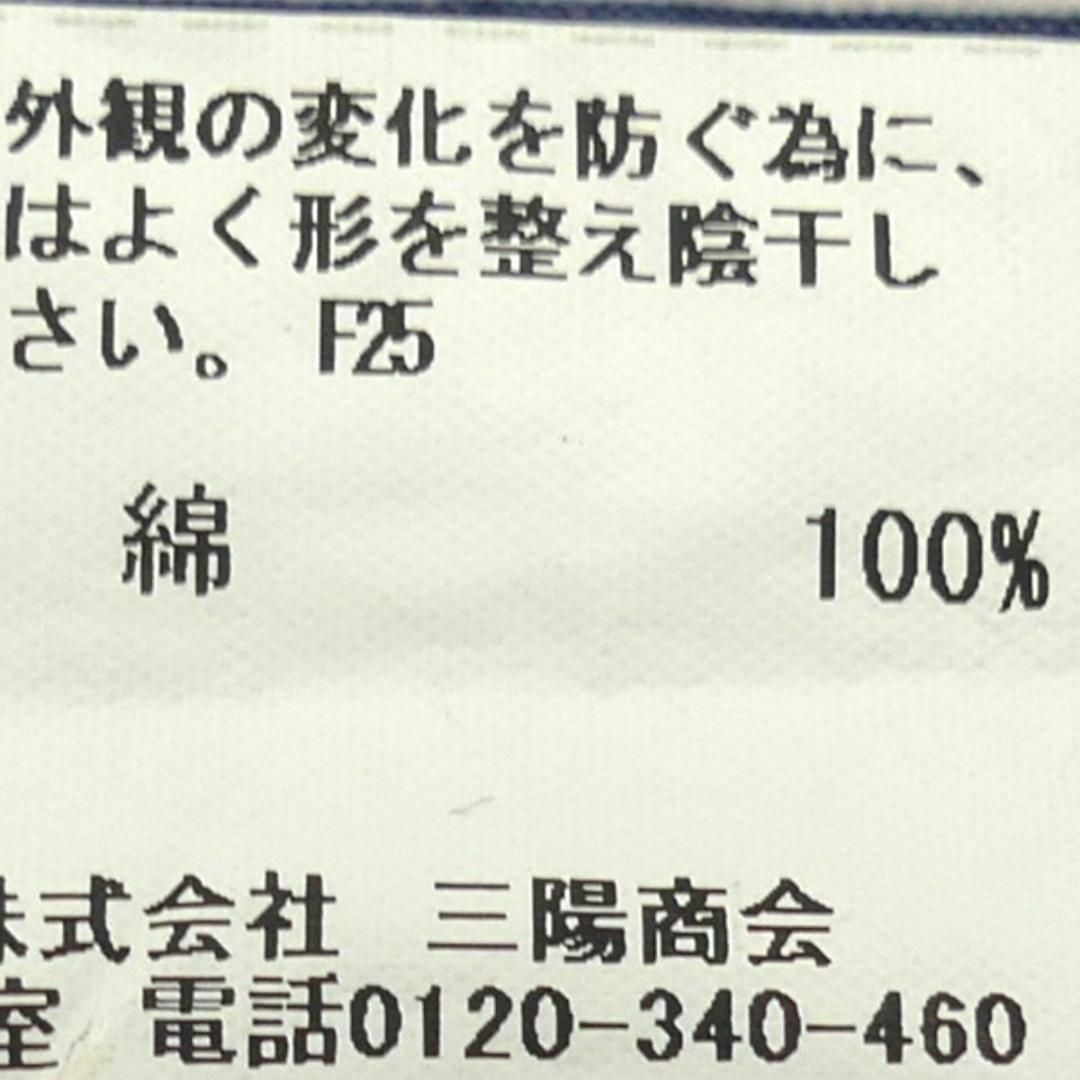 外観の変化を防ぐ為に、
はよく形を整え陰干し
さい。 F25
綿 100%
株式会社 三陽商会
室 電話0120-340-460